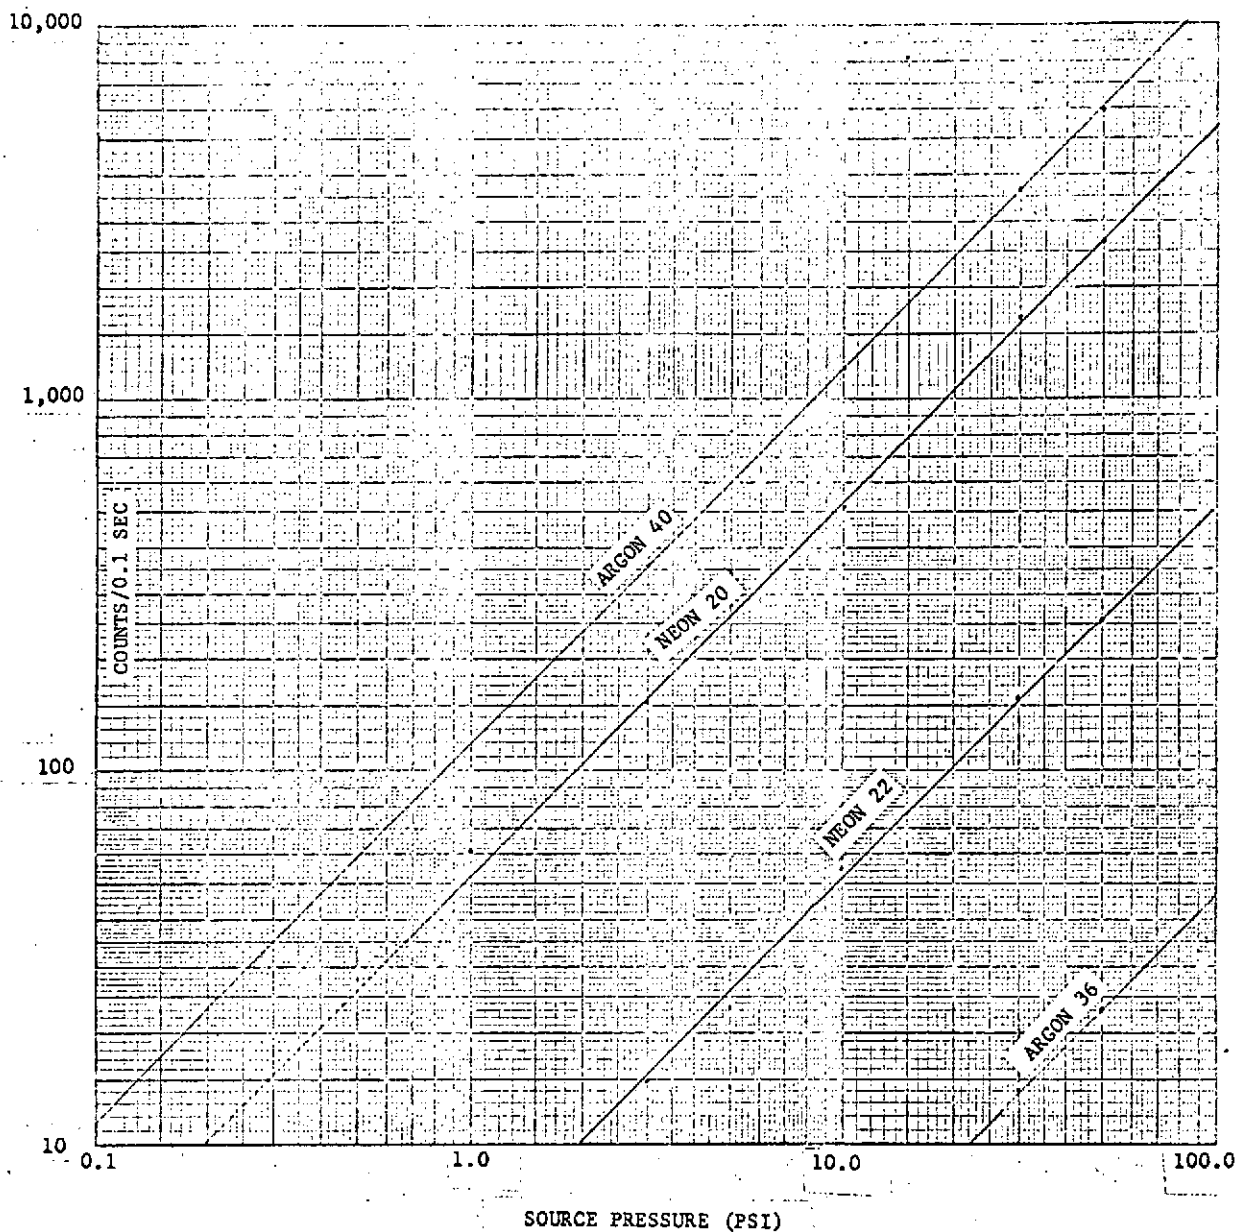 10,000
1,000
100
10
COUNTS/0.1 SEC
ARGON 40
NEON 20
NEON 22
ARGON 36
0.1 1.0 10.0 100.0
SOURCE PRESSURE (PSI)